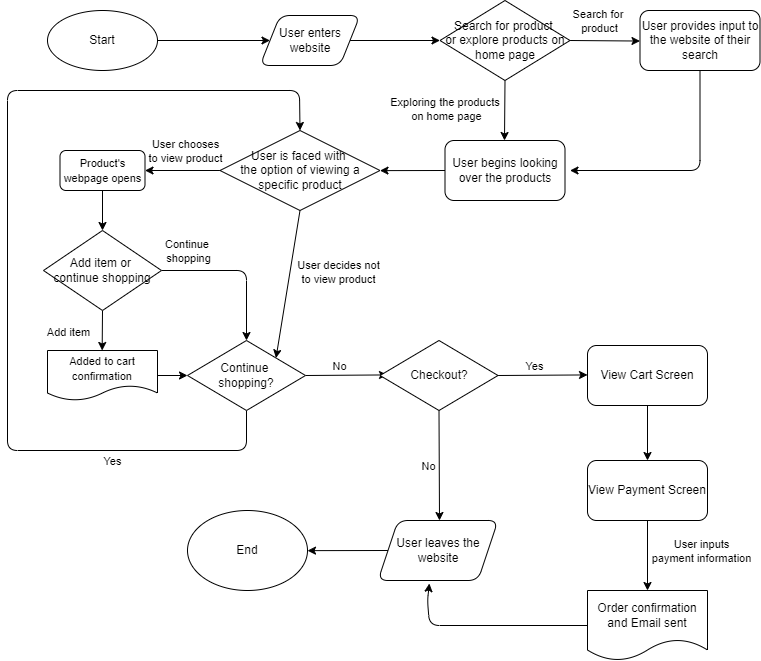 Start
User enters
website
Search for product
or explore products on
home page
Search for
product
User provides input to
the website of their
search
Exploring the products
on home page
User begins looking
over the products
User is faced with
the option of viewing a
specific product
User chooses
to view product
Product's
webpage opens
Add item or
continue shopping
Continue
shopping
User decides not
to view product
Add item
Added to cart
confirmation
Continue
shopping?
No
Checkout?
Yes
View Cart Screen
Yes
No
View Payment Screen
User inputs
payment information
End
User leaves the
website
Order confirmation
and Email sent